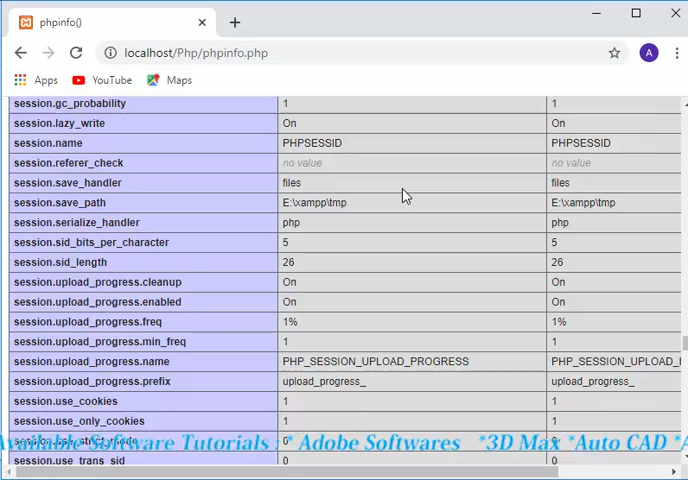 phpinfo()
localhost/Php/phpinfo.php
A
Apps YouTube Maps
session.gc_probability 1 1
session.lazy_write On On
session.name PHPSESSID PHPSESSID
session.referer_check no value no value
session.save_handler files files
session.save_path E:\xampp\tmp E:\xampp\tmp
session.serialize_handler php php
session.sid_bits_per_character 5 5
session.sid_length 26 26
session.upload_progress.cleanup On On
session.upload_progress.enabled On On
session.upload_progress.freq 1% 1%
session.upload_progress.min_freq 1 1
session.upload_progress.name PHP_SESSION_UPLOAD_PROGRESS PHP_SESSION_UPLOAD_
session.upload_progress.prefix upload_progress_ upload_progress_
session.use_cookies 1 1
session.use_only_cookies 1 1
Available Software Tutorials :* Adobe Softwares *3D Max *Auto CAD *A
session.use_trans_sid 0 0